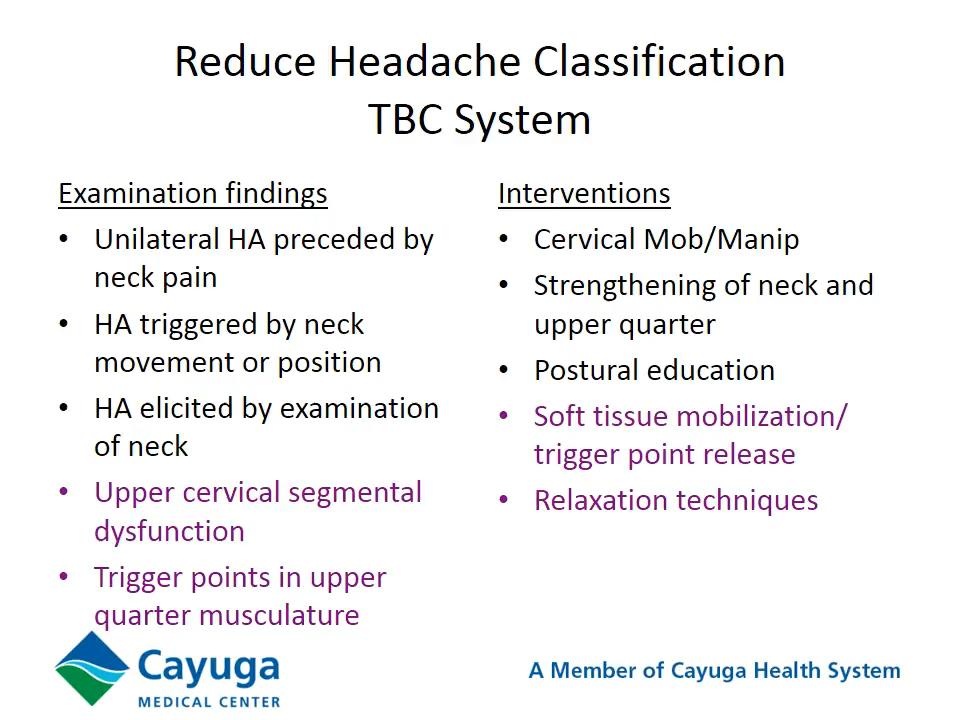 Reduce Headache Classification
TBC System
Examination findings
• Unilateral HA preceded by
neck pain
• HA triggered by neck
movement or position
• HA elicited by examination
of neck
• Upper cervical segmental
dysfunction
• Trigger points in upper
quarter musculature
Interventions
• Cervical Mob/Manip
• Strengthening of neck and
upper quarter
• Postural education
• Soft tissue mobilization/
trigger point release
• Relaxation techniques
Cayuga
MEDICAL CENTER
A Member of Cayuga Health System